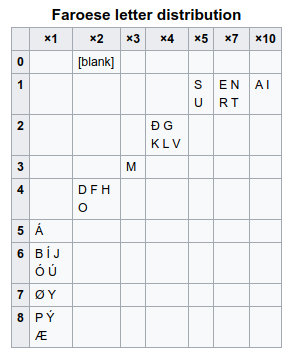 Faroese letter distribution
×1 ×2 ×3 ×4 ×5 ×7 ×10
0 [blank]
1 S E N A I
U R T
2 Ð G
K L V
3 M
4 D F H
O
5 Á
6 B Í J
Ó Ú
7 Ø Y
8 P Ý
Æ